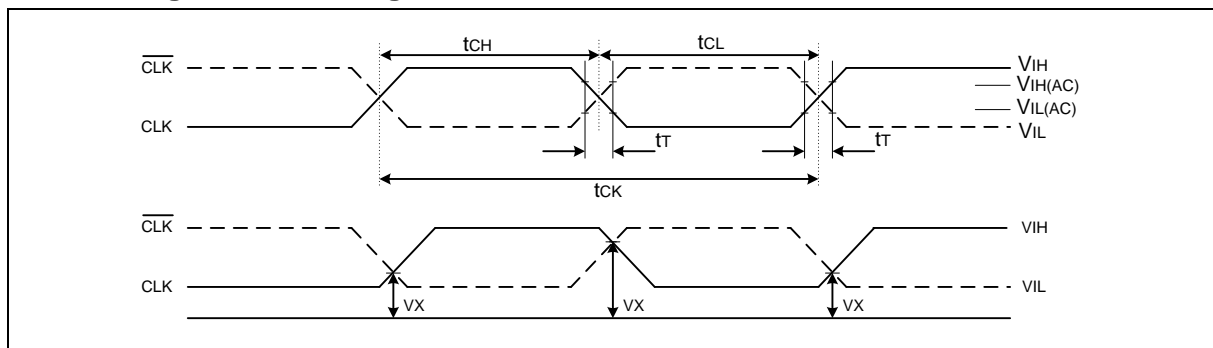 tCH
tCL
CLK
VIH
VIH(AC)
VIL(AC)
CLK
VIL
tT
tT
tCK
CLK
VIH
CLK
VIL
VX
VX
VX